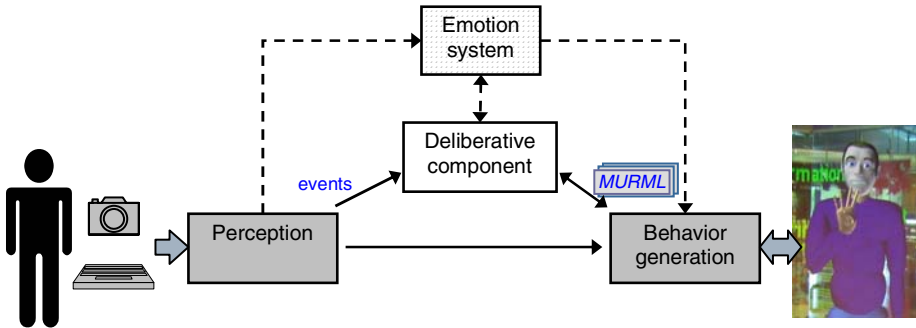 Emotion
system
Deliberative
component
events
MURML
Perception
Behavior
generation